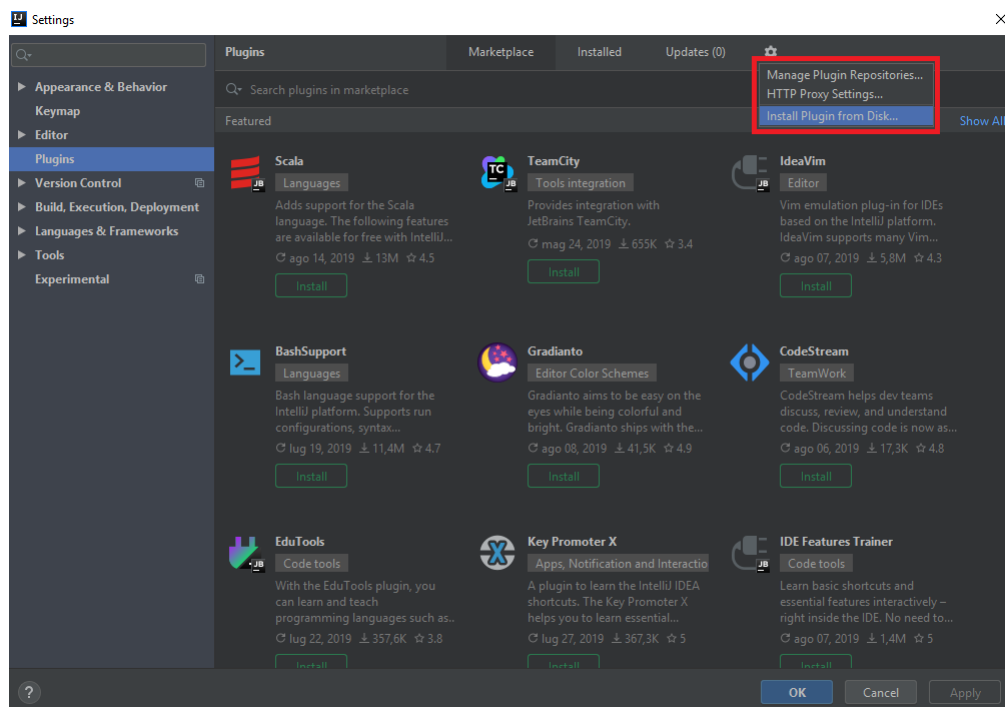 Settings
Plugins
Marketplace
Installed
Updates (0)
Manage Plugin Repositories...
HTTP Proxy Settings...
Install Plugin from Disk...
Search plugins in marketplace
Featured
Show All
Appearance & Behavior
Keymap
Editor
Plugins
Version Control
Build, Execution, Deployment
Languages & Frameworks
Tools
Experimental
Scala
Languages
Adds support for the Scala
language. The following features
are available for free with IntelliJ...
ago 14, 2019 13M 4.5
Install
TeamCity
Tools integration
Provides integration with
JetBrains TeamCity.
mag 24, 2019 655K 3.4
Install
IdeaVim
Editor
Vim emulation plug-in for IDEs
based on the IntelliJ platform.
IdeaVim supports many Vim...
ago 07, 2019 5,8M 4.3
Install
BashSupport
Languages
Bash language support for the
IntelliJ platform. Supports run
configurations, syntax...
lug 19, 2019 11,4M 4.7
Install
Gradianto
Editor Color Schemes
Gradianto aims to be easy on the
eyes while being colorful and
bright. Gradianto ships with the...
ago 08, 2019 41,5K 4.9
Install
CodeStream
TeamWork
CodeStream helps dev teams
discuss, review, and understand
code. Discussing code is now as...
ago 06, 2019 17,3K 4.8
Install
EduTools
Code tools
With the EduTools plugin, you
can learn and teach
programming languages such as..
lug 22, 2019 357,6K 3.8
Install
Key Promoter X
Apps, Notification and Interactio
A plugin to learn the IntelliJ IDEA
shortcuts. The Key Promoter X
helps you to learn essential...
lug 27, 2019 367,3K 5
Install
IDE Features Trainer
Code tools
Learn basic shortcuts and
essential features interactively –
right inside the IDE. No need to...
ago 07, 2019 1,4M 5
Install
?
OK
Cancel
Apply
IJ
JB
TC
JB
JB
JB
JB